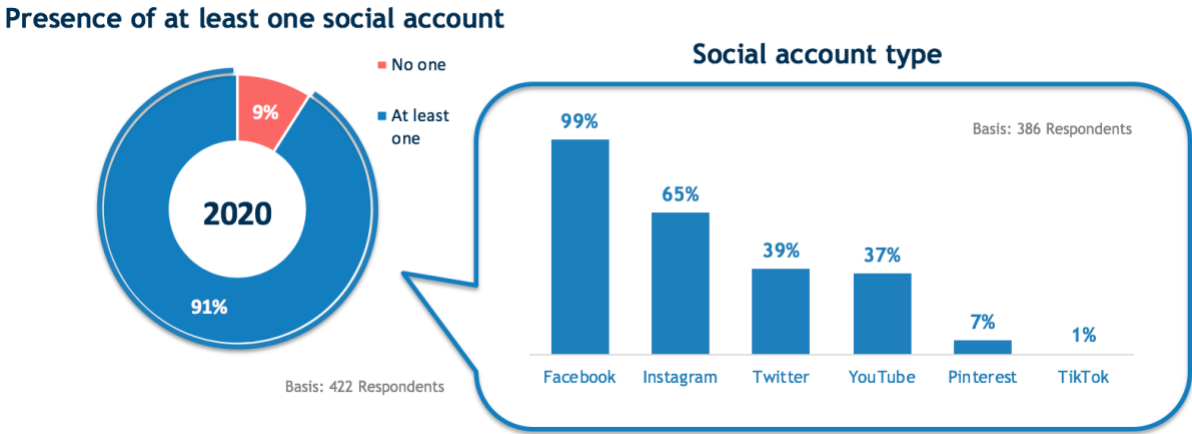 Presence of at least one social account
No one
At least
one
9%
2020
91%
Basis: 422 Respondents
Social account type
Basis: 386 Respondents
99%
65%
39%
37%
7%
1%
Facebook
Instagram
Twitter
YouTube
Pinterest
TikTok